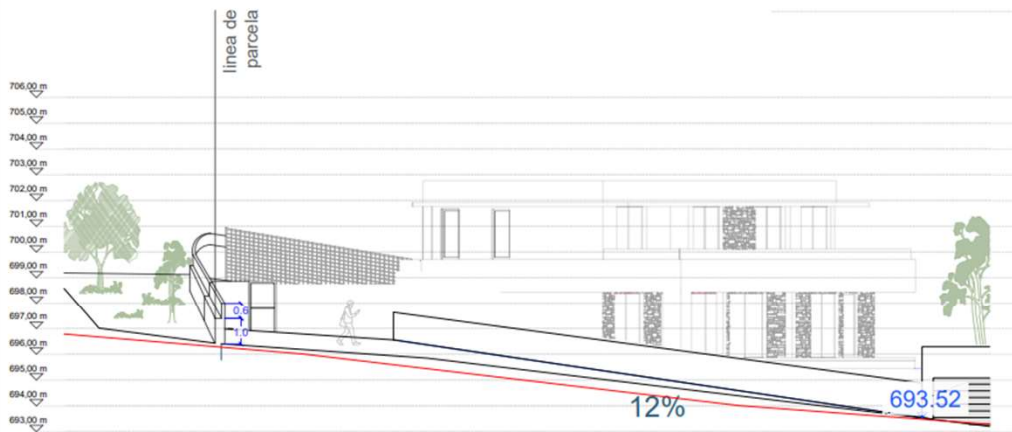 linea de
parcela
706,00 m
705,00 m
704,00 m
703,00 m
702,00 m
701,00 m
700,00 m
699,00 m
698,00 m
697,00 m
696,00 m
695,00 m
694,00 m
693,00 m
0.6
1.0
12%
693.52